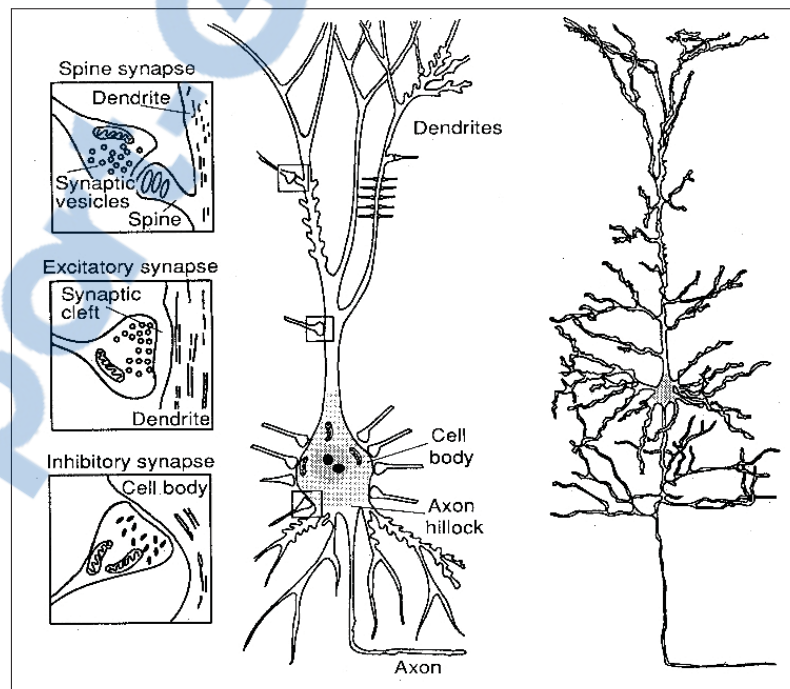 Spine synapse
Dendrite
Synaptic
vesicles
Spine
Excitatory synapse
Synaptic
cleft
Dendrite
Inhibitory synapse
Cell body
Dendrites
Cell
body
Axon
hillock
Axon